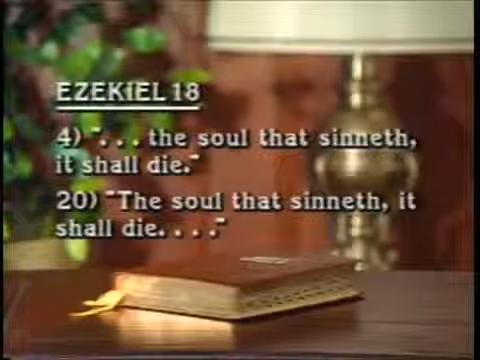 EZEKIEL 18
4) ". . . the soul that sinneth,
it shall die."
20) "The soul that sinneth, it
shall die. . . ."